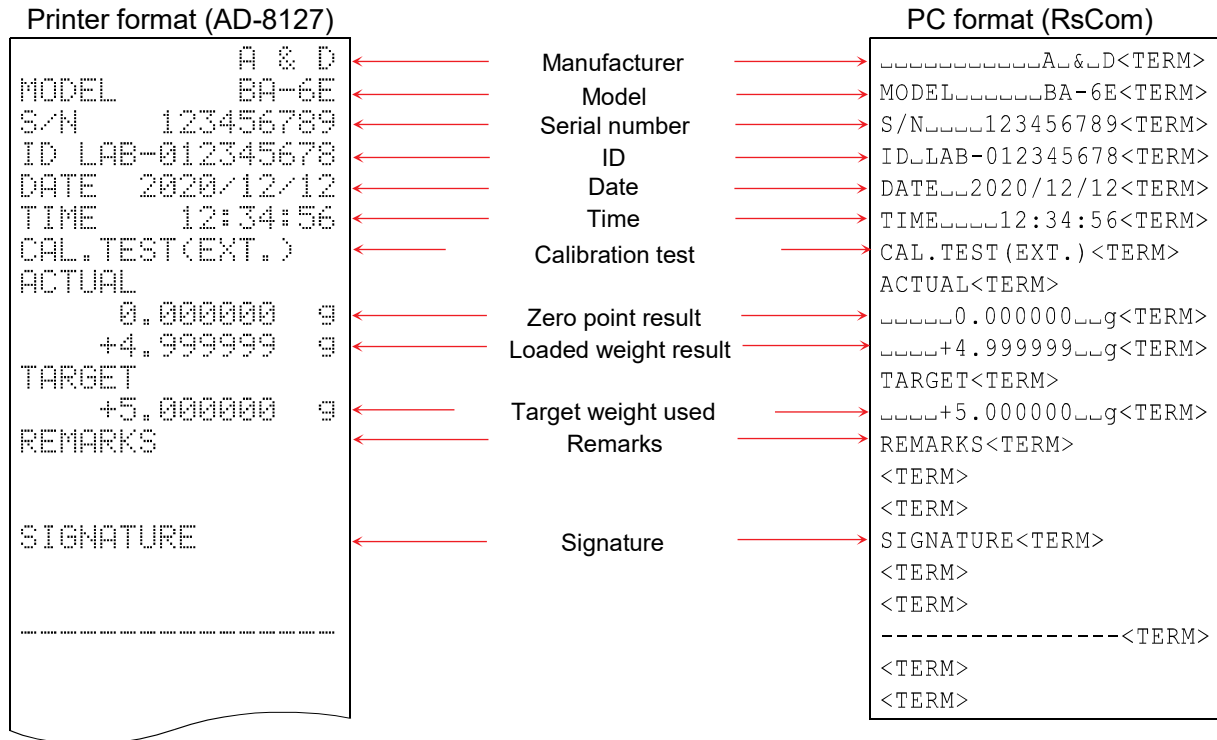 Printer format (AD-8127)
A & D
MODEL BA-6E
S/N 123456789
ID LAB-012345678
DATE 2020/12/12
TIME 12:34:56
CAL.TEST(EXT.)
ACTUAL
0.000000 g
+4.999999 g
TARGET
+5.000000 g
REMARKS
SIGNATURE
----------------
Manufacturer
Model
Serial number
ID
Date
Time
Calibration test
Zero point result
Loaded weight result
Target weight used
Remarks
Signature
PC format (RsCom)
␣␣␣␣␣␣␣␣␣␣␣A␣&␣D<TERM>
MODEL␣␣␣␣␣␣BA-6E<TERM>
S/N␣␣␣␣123456789<TERM>
ID␣LAB-012345678<TERM>
DATE␣␣2020/12/12<TERM>
TIME␣␣␣␣12:34:56<TERM>
CAL.TEST(EXT.)<TERM>
ACTUAL<TERM>
␣␣␣␣␣0.000000␣␣g<TERM>
␣␣␣␣+4.999999␣␣g<TERM>
TARGET<TERM>
␣␣␣␣+5.000000␣␣g<TERM>
REMARKS<TERM>
<TERM>
<TERM>
SIGNATURE<TERM>
<TERM>
<TERM>
----------------<TERM>
<TERM>
<TERM>